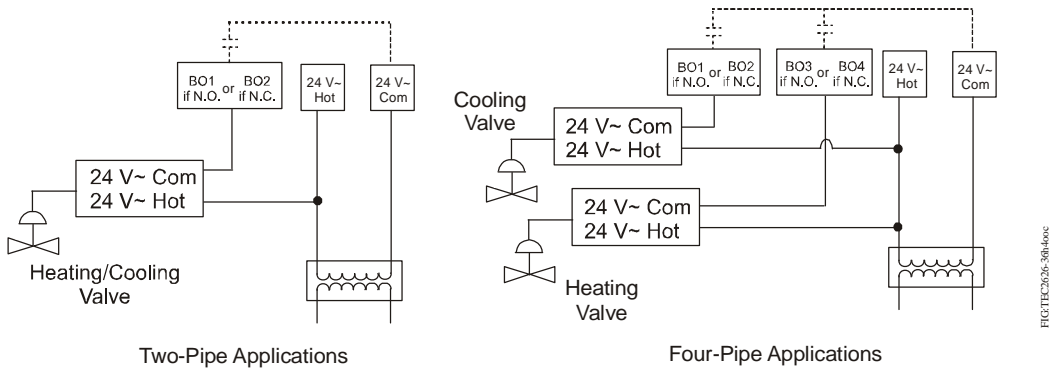 BO1 or BO2
if N.O. if N.C.
24 V~
Hot
24 V~
Com
24 V~ Com
24 V~ Hot
Heating/Cooling
Valve
Two-Pipe Applications
BO1 or BO2
if N.O. if N.C.
BO3 or BO4
if N.O. if N.C.
24 V~
Hot
24 V~
Com
Cooling
Valve
24 V~ Com
24 V~ Hot
24 V~ Com
24 V~ Hot
Heating
Valve
Four-Pipe Applications
FIG:TEC2626-36h4ooc